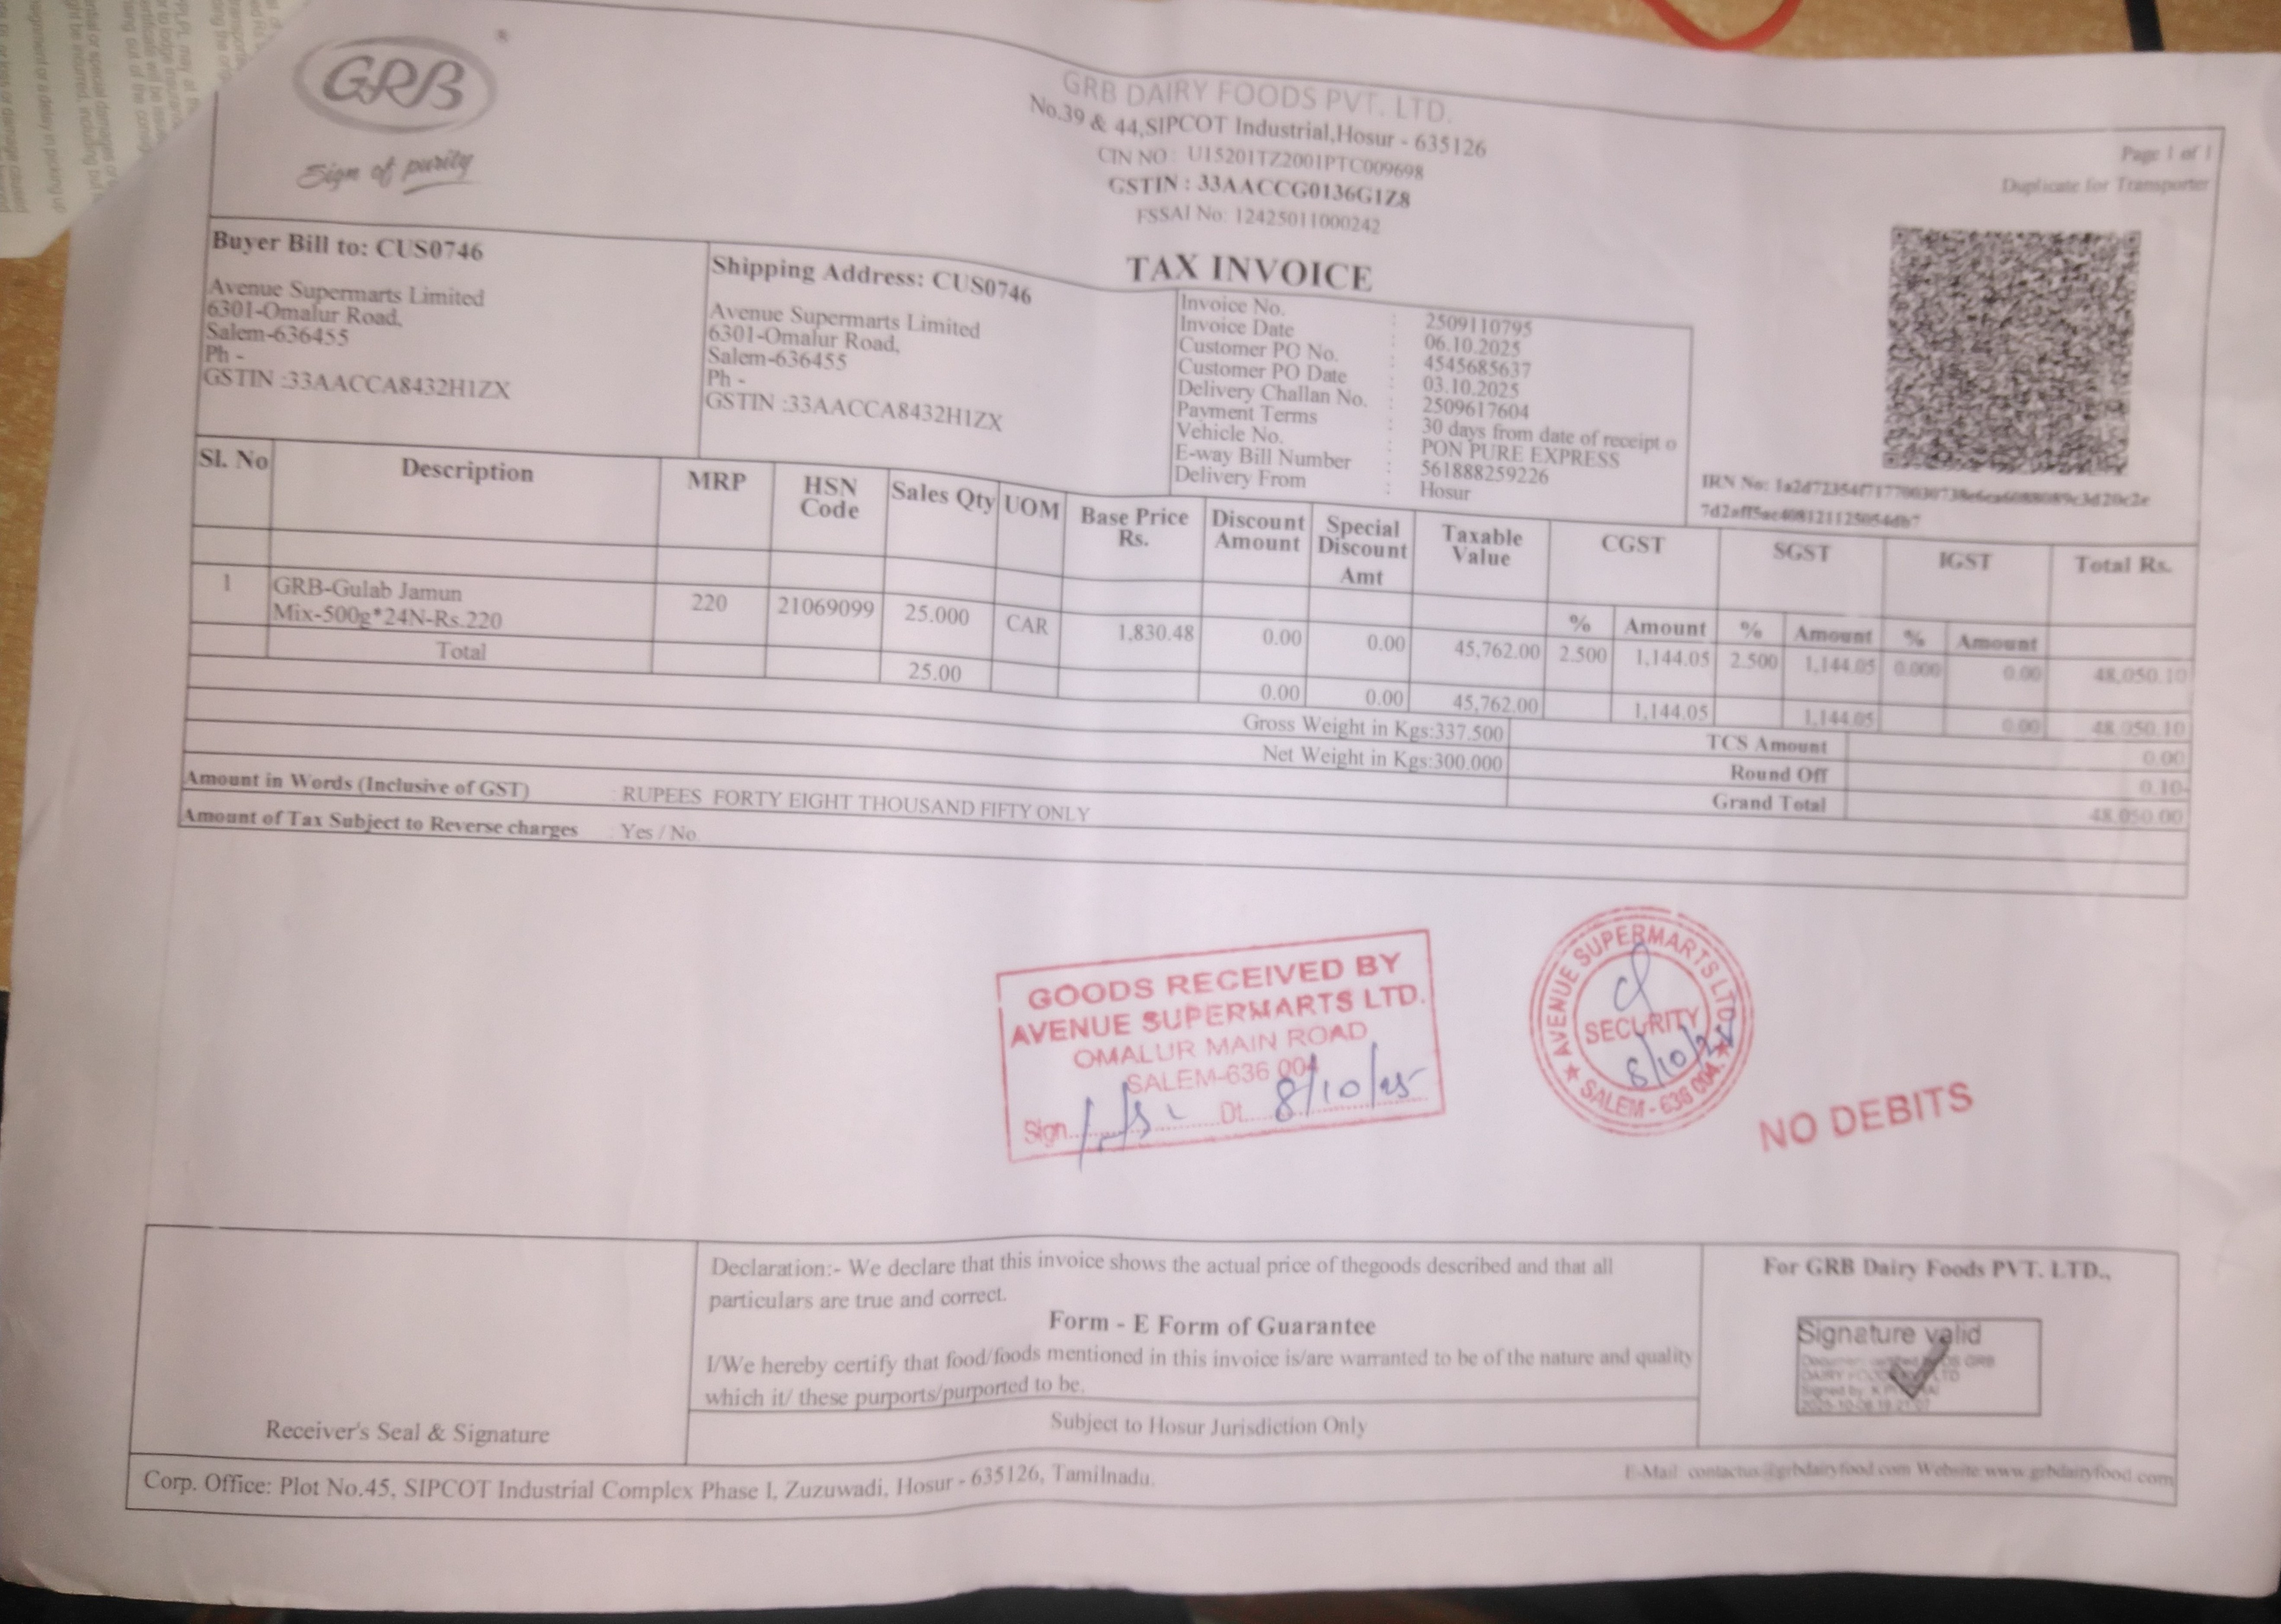 GRB
Sign of purity
GRB DAIRY FOODS PVT. LTD.
No.39 & 44,SIPCOT Industrial,Hosur - 635126
CIN NO : U15201TZ2001PTC009698
GSTIN : 33AACCG0136G1Z8
FSSAI No: 12425011000242
Page 1 of 1
Duplicate for Transporter
TAX INVOICE
Buyer Bill to: CUS0746
Avenue Supermarts Limited
6301-Omalur Road,
Salem-636455
Ph -
GSTIN :33AACCA8432H1ZX
Shipping Address: CUS0746
Avenue Supermarts Limited
6301-Omalur Road,
Salem-636455
Ph -
GSTIN :33AACCA8432H1ZX
Invoice No. : 2509110795
Invoice Date : 06.10.2025
Customer PO No. : 4545685637
Customer PO Date : 03.10.2025
Delivery Challan No. : 2509617604
Payment Terms : 30 days from date of receipt o
Vehicle No. : PON PURE EXPRESS
E-way Bill Number : 561888259226
Delivery From : Hosur
IRN No:
Sl. No Description MRP HSN Code Sales Qty UOM Base Price Rs. Discount Amount Special Discount Amt Taxable Value CGST SGST IGST Total Rs.
% Amount % Amount % Amount
1 GRB-Gulab Jamun Mix-500g*24N-Rs.220 220 21069099 25.000 CAR 1,830.48 0.00 0.00 45,762.00 2.500 1,144.05 2.500 1,144.05 0.000 0.00 48,050.10
Total 25.00 0.00 0.00 45,762.00 1,144.05 1,144.05 0.00 48,050.10
Gross Weight in Kgs:337.500 TCS Amount 0.00
Net Weight in Kgs:300.000 Round Off 0.10-
Grand Total 48,050.00
Amount in Words (Inclusive of GST) : RUPEES FORTY EIGHT THOUSAND FIFTY ONLY
Amount of Tax Subject to Reverse charges : Yes / No
GOODS RECEIVED BY
AVENUE SUPERMARTS LTD.
OMALUR MAIN ROAD
SALEM-636 004
Sign. Dt. 8/10/25
AVENUE SUPERMARTS LTD.
SECURITY
8/10/25
★ SALEM - 636 004. ★
NO DEBITS
Declaration:- We declare that this invoice shows the actual price of thegoods described and that all
particulars are true and correct.
Form - E Form of Guarantee
I/We hereby certify that food/foods mentioned in this invoice is/are warranted to be of the nature and quality
which it/ these purports/purported to be.
Subject to Hosur Jurisdiction Only
Receiver's Seal & Signature
For GRB Dairy Foods PVT. LTD.,
Signature valid
Corp. Office: Plot No.45, SIPCOT Industrial Complex Phase I, Zuzuwadi, Hosur - 635126, Tamilnadu.
E-Mail contactus@grbdairyfood.com Website:www.grbdairyfood.com